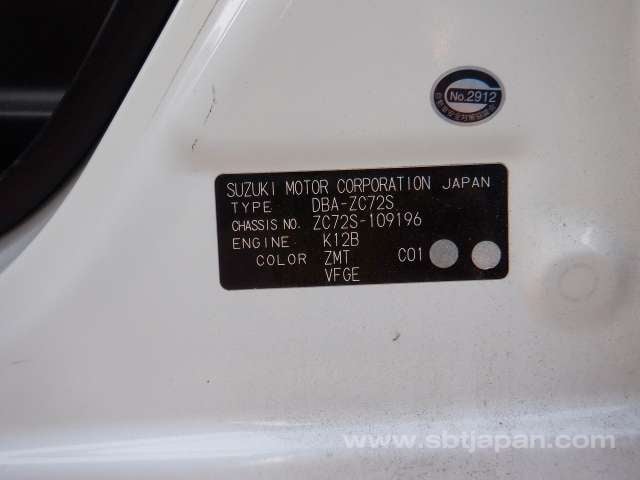 No.2912
SUZUKI MOTOR CORPORATION JAPAN
TYPE DBA-ZC72S
CHASSIS NO. ZC72S-109196
ENGINE K12B
COLOR ZMT C01
VFGE
www.sbtjapan.com